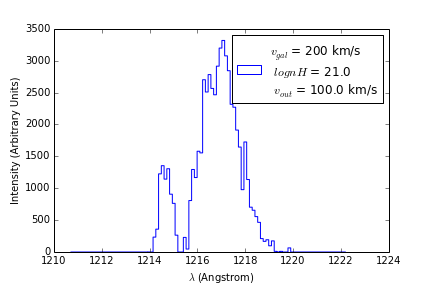 3500
3000
2500
2000
1500
1000
500
0
Intensity (Arbitrary Units)
v_gal = 200 km/s
lognH = 21.0
v_out = 100.0 km/s
1210 1212 1214 1216 1218 1220 1222 1224
λ (Angstrom)